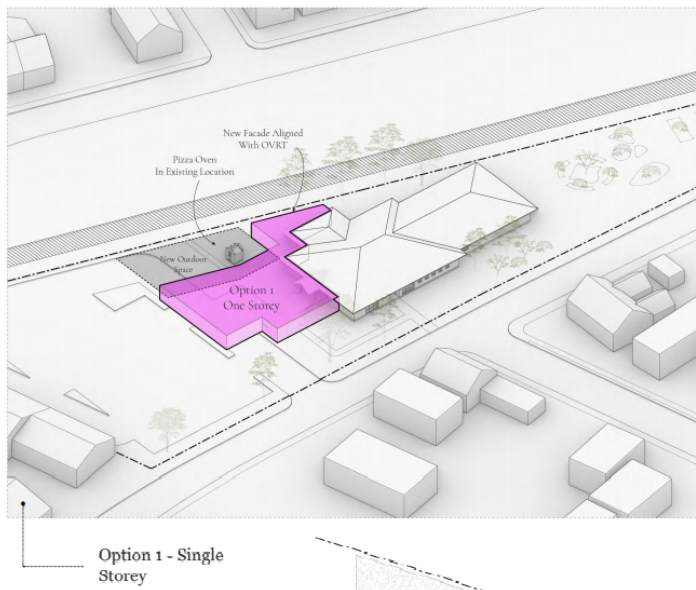 New Facade Aligned
With OVRT
Pizza Oven
In Existing Location
New Outdoor
Space
Option 1
One Storey
Option 1 - Single
Storey